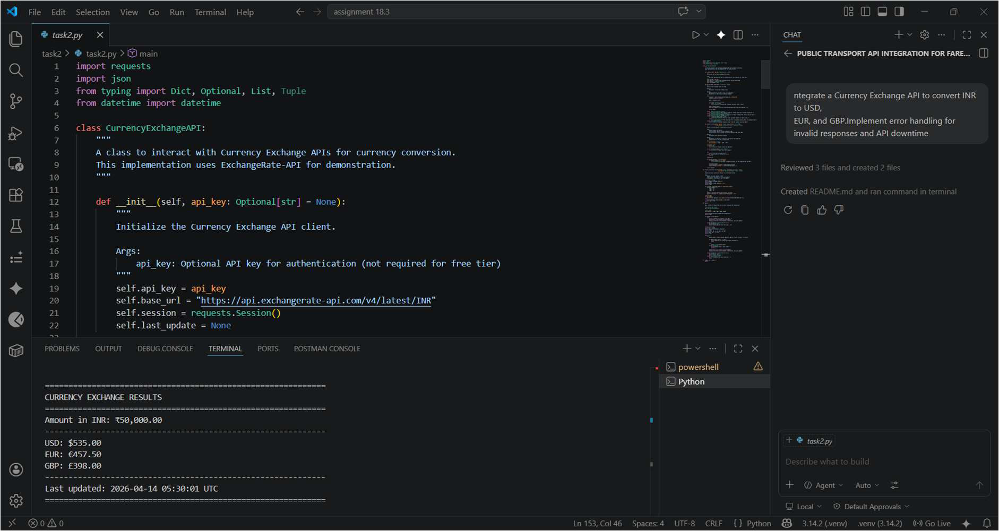 File Edit Selection View Go Run Terminal Help
assignment 18.3
task2.py
task2 > task2.py > main
1 import requests
2 import json
3 from typing import Dict, Optional, List, Tuple
4 from datetime import datetime
5
6 class CurrencyExchangeAPI:
7 """
8 A class to interact with Currency Exchange APIs for currency conversion.
9 This implementation uses ExchangeRate-API for demonstration.
10 """
11
12 def __init__(self, api_key: Optional[str] = None):
13 """
14 Initialize the Currency Exchange API client.
15
16 Args:
17 api_key: Optional API key for authentication (not required for free tier)
18 """
19 self.api_key = api_key
20 self.base_url = "https://api.exchangerate-api.com/v4/latest/INR"
21 self.session = requests.Session()
22 self.last_update = None
23
PROBLEMS OUTPUT DEBUG CONSOLE TERMINAL PORTS POSTMAN CONSOLE
============================================================
CURRENCY EXCHANGE RESULTS
============================================================
Amount in INR: ₹50,000.00
------------------------------------------------------------
USD: $535.00
EUR: €457.50
GBP: £398.00
------------------------------------------------------------
Last updated: 2026-04-14 05:30:01 UTC
============================================================
powershell
Python
CHAT
PUBLIC TRANSPORT API INTEGRATION FOR FARE...
ntegrate a Currency Exchange API to convert INR
to USD,
EUR, and GBP.Implement error handling for
invalid responses and API downtime
Reviewed 3 files and created 2 files
Created README.md and ran command in terminal
task2.py
Describe what to build
Agent Auto
Local Default Approvals
0 0 Ln 153, Col 46 Spaces: 4 UTF-8 CRLF { } Python 3.14.2 (.venv) .venv (3.14.2) Go Live